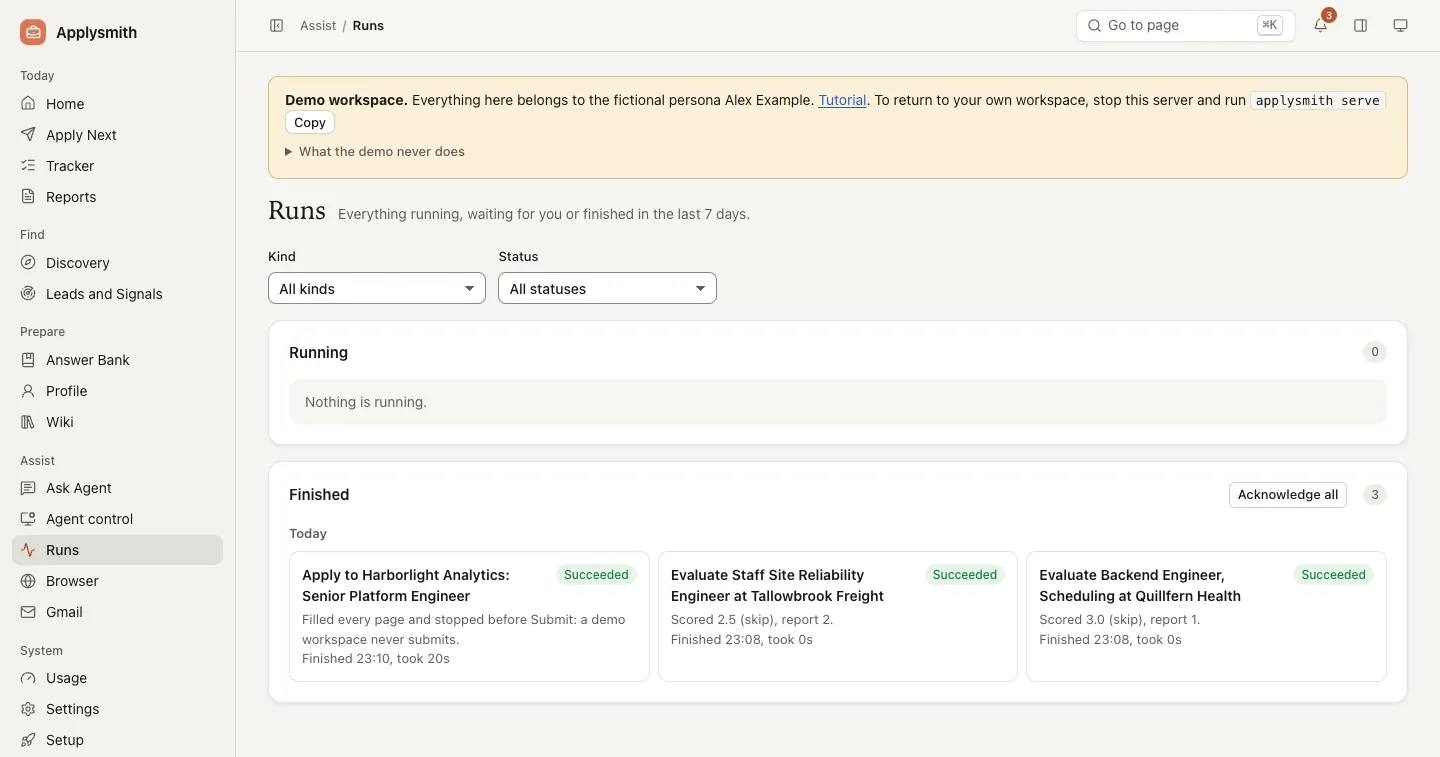 Applysmith
Today
Home
Apply Next
Tracker
Reports
Find
Discovery
Leads and Signals
Prepare
Answer Bank
Profile
Wiki
Assist
Ask Agent
Agent control
Runs
Browser
Gmail
System
Usage
Settings
Setup
Assist / Runs
Go to page ⌘K
3
Demo workspace. Everything here belongs to the fictional persona Alex Example. Tutorial. To return to your own workspace, stop this server and run applysmith serve
Copy
What the demo never does
Runs Everything running, waiting for you or finished in the last 7 days.
Kind
All kinds
Status
All statuses
Running 0
Nothing is running.
Finished Acknowledge all 3
Today
Apply to Harborlight Analytics: Succeeded
Senior Platform Engineer
Filled every page and stopped before Submit: a demo
workspace never submits.
Finished 23:10, took 20s
Evaluate Staff Site Reliability Succeeded
Engineer at Tallowbrook Freight
Scored 2.5 (skip), report 2.
Finished 23:08, took 0s
Evaluate Backend Engineer, Succeeded
Scheduling at Quillfern Health
Scored 3.0 (skip), report 1.
Finished 23:08, took 0s